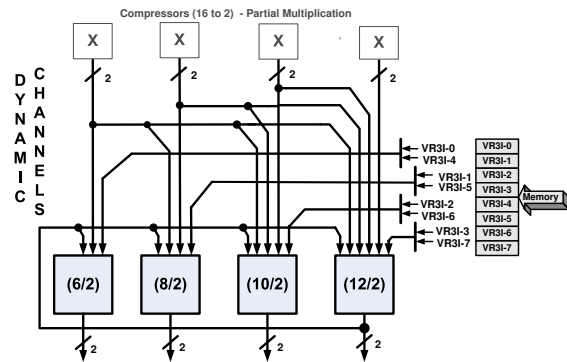 Compressors (16 to 2) - Partial Multiplication
X X X X
2 2 2 2
DYNAMIC
CHANNELS
VR3I-0
VR3I-4
VR3I-1
VR3I-5
VR3I-2
VR3I-6
VR3I-3
VR3I-7
VR3I-0
VR3I-1
VR3I-2
VR3I-3
VR3I-4
VR3I-5
VR3I-6
VR3I-7
Memory
(6/2) (8/2) (10/2) (12/2)
2 2 2 2